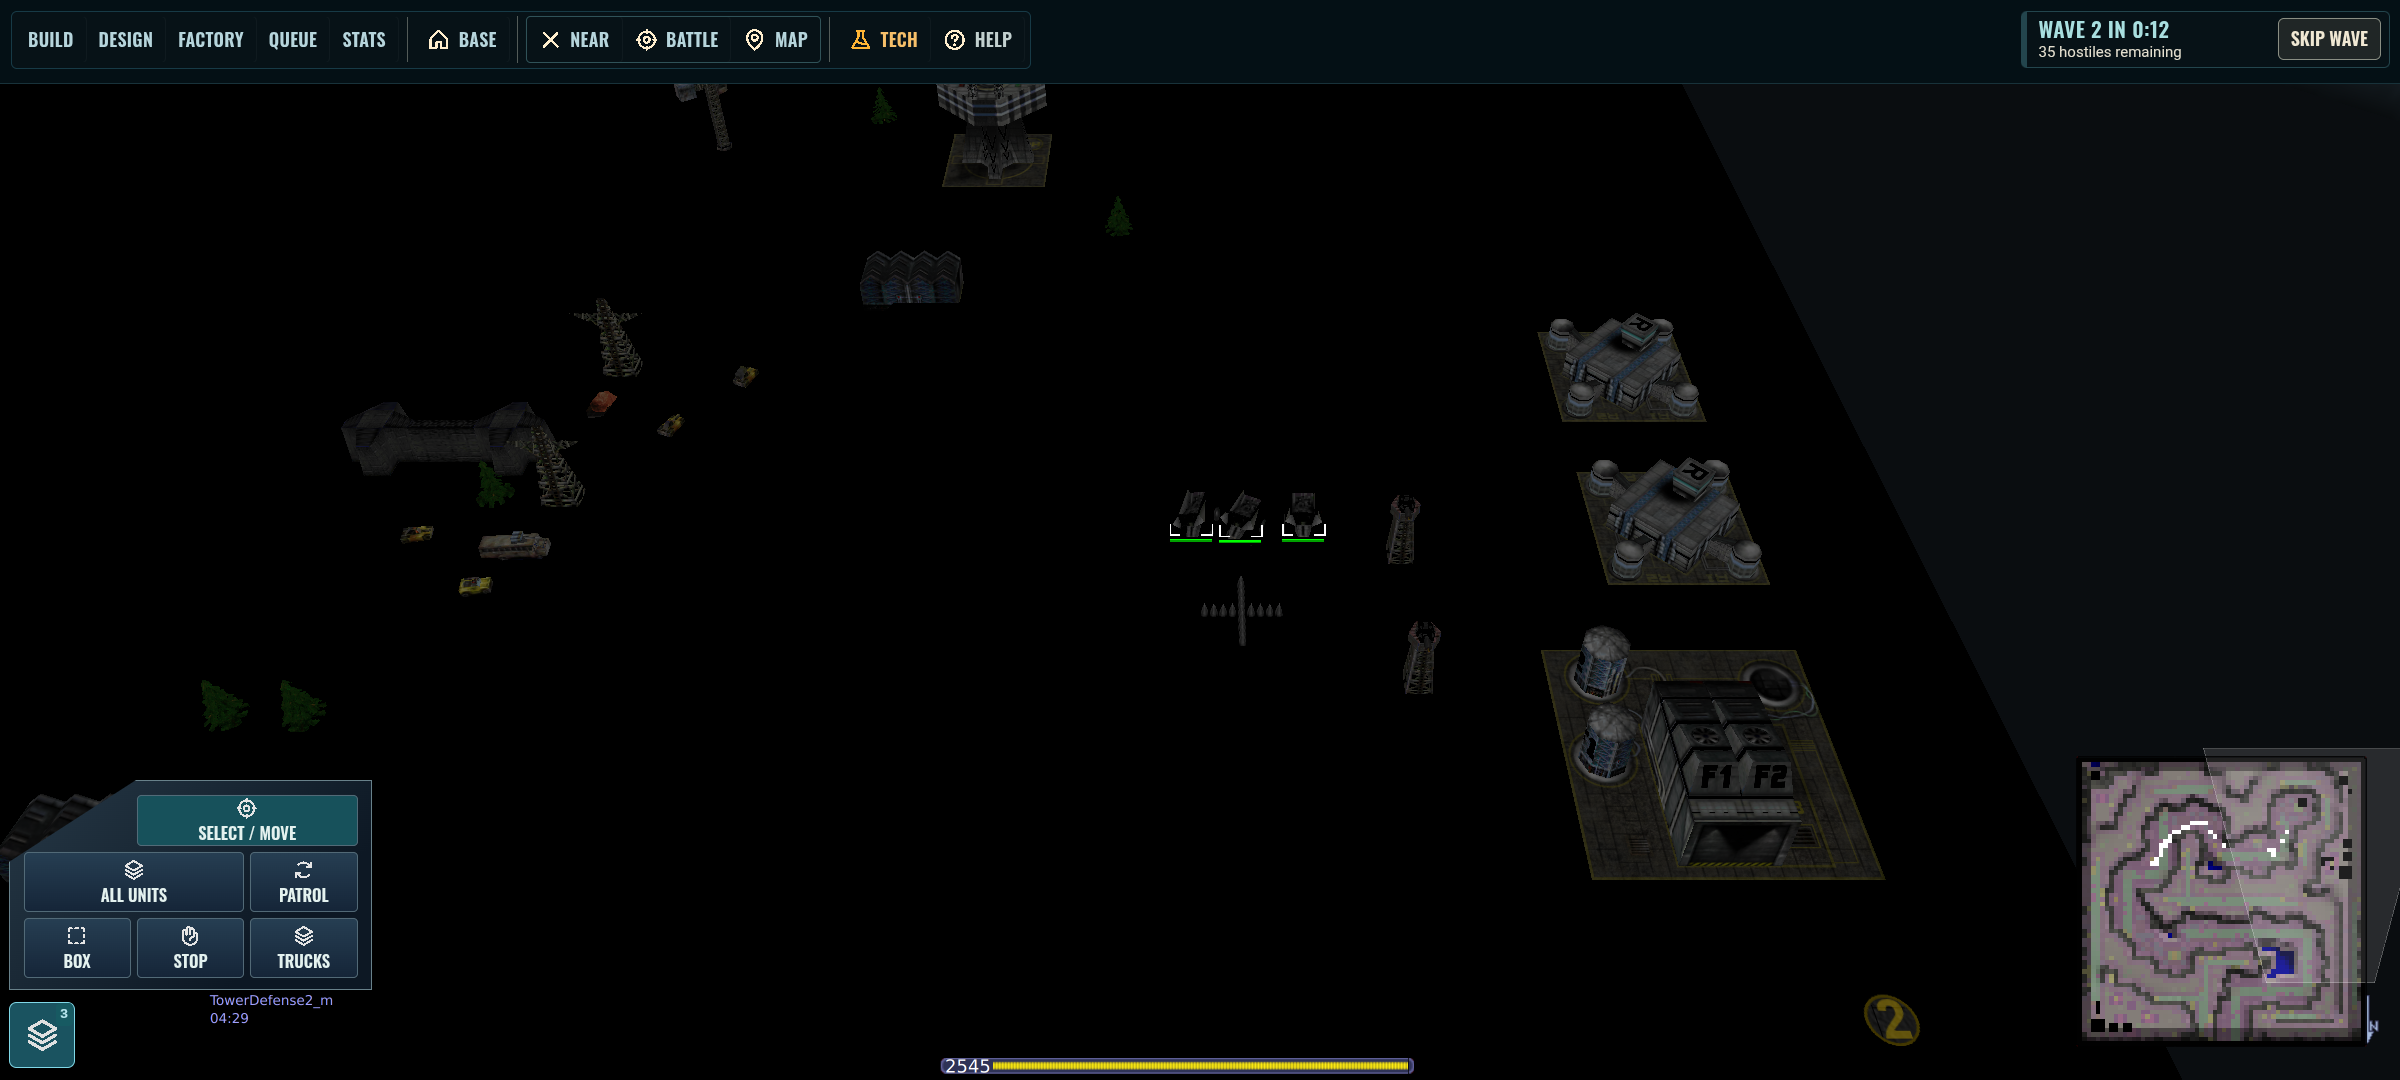 BUILD DESIGN FACTORY QUEUE STATS BASE NEAR BATTLE MAP TECH HELP
WAVE 2 IN 0:12
35 hostiles remaining
SKIP WAVE
R
R
F1 F2
SELECT / MOVE
ALL UNITS PATROL
BOX STOP TRUCKS
TowerDefense2_m
04:29
3
2
2545
N